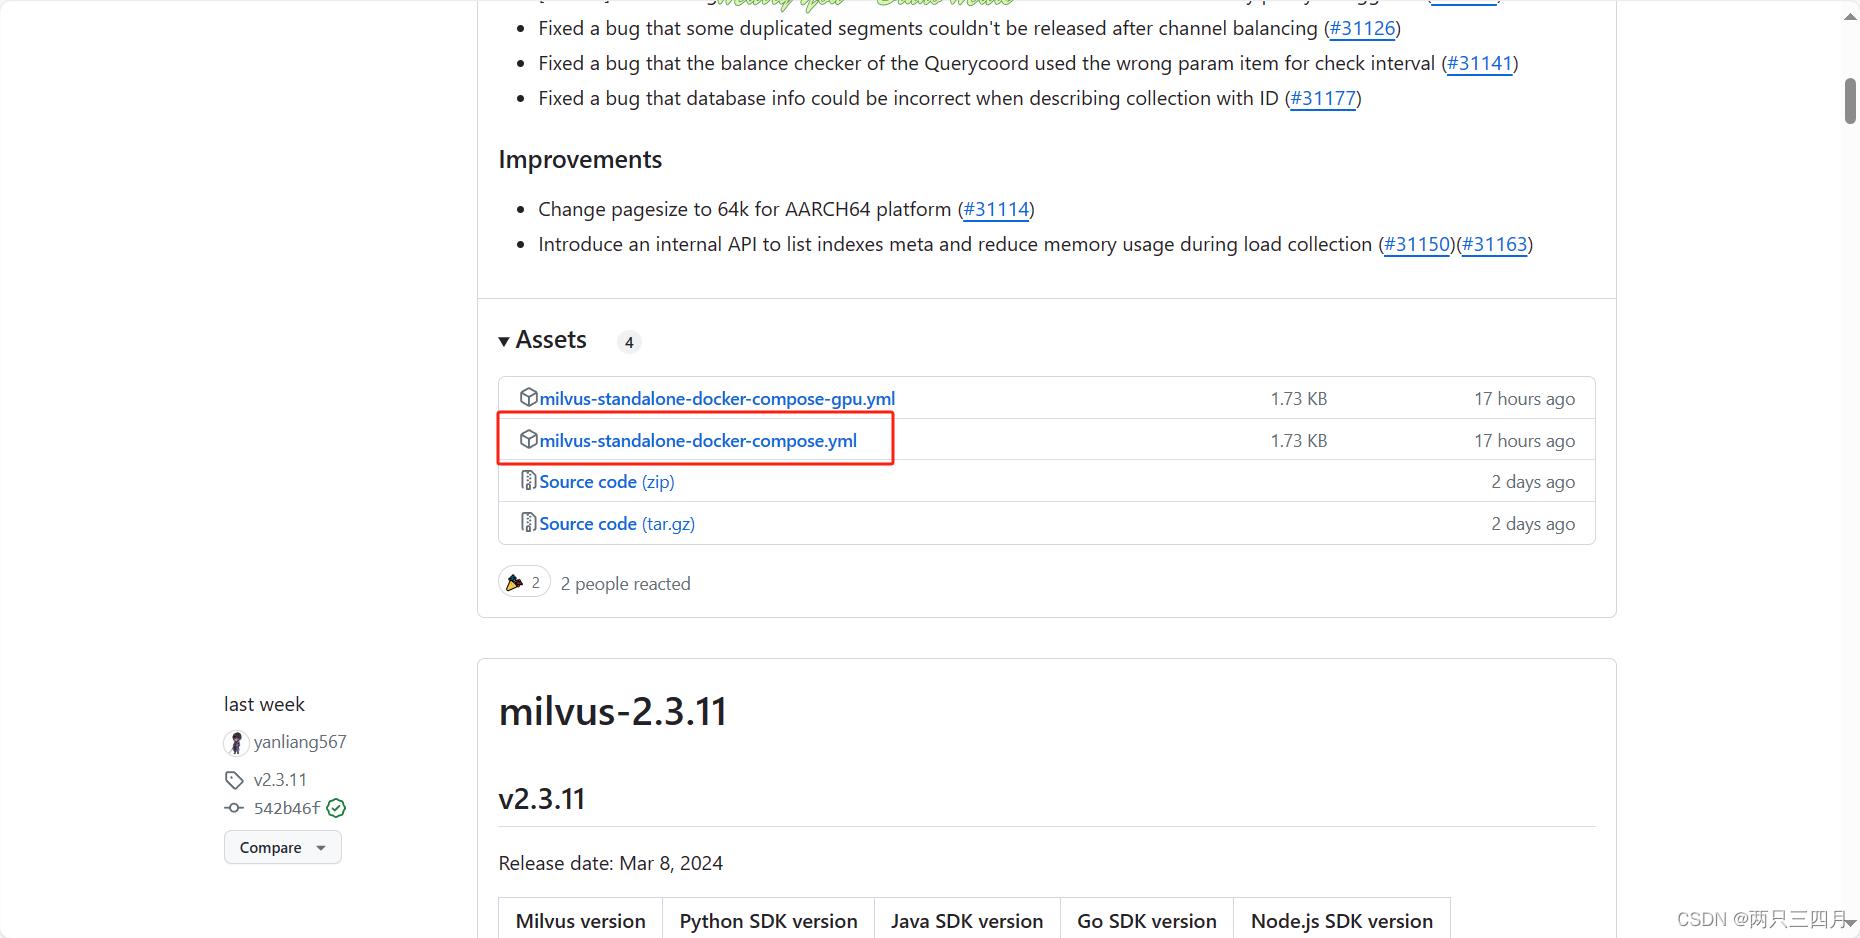 Fixed a bug that some duplicated segments couldn't be released after channel balancing (#31126)
Fixed a bug that the balance checker of the Querycoord used the wrong param item for check interval (#31141)
Fixed a bug that database info could be incorrect when describing collection with ID (#31177)
Improvements
Change pagesize to 64k for AARCH64 platform (#31114)
Introduce an internal API to list indexes meta and reduce memory usage during load collection (#31150)(#31163)
Assets 4
milvus-standalone-docker-compose-gpu.yml 1.73 KB 17 hours ago
milvus-standalone-docker-compose.yml 1.73 KB 17 hours ago
Source code (zip) 2 days ago
Source code (tar.gz) 2 days ago
2 2 people reacted
last week
yanliang567
v2.3.11
542b46f
Compare
milvus-2.3.11
v2.3.11
Release date: Mar 8, 2024
Milvus version Python SDK version Java SDK version Go SDK version Node.js SDK version
CSDN @两只三四月